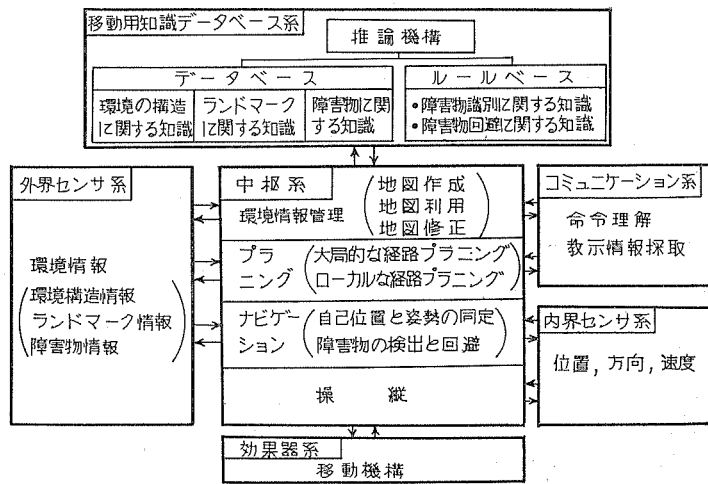 移動用知識データベース系
推論機構
データベース
ルールベース
環境の構造
に関する知識
ランドマーク
に関する知識
障害物に関
する知識
・障害物識別に関する知識
・障害物回避に関する知識
外界センサ系
環境情報
環境構造情報
ランドマーク情報
障害物情報
中枢系
環境情報管理
地図作成
地図利用
地図修正
プラ
ニング
大局的な経路プラニング
ローカルな経路プラニング
ナビゲー
ション
自己位置と姿勢の同定
障害物の検出と回避
操縦
コミュニケーション系
命令理解
教示情報採取
内界センサ系
位置,方向,速度
効果器系
移動機構